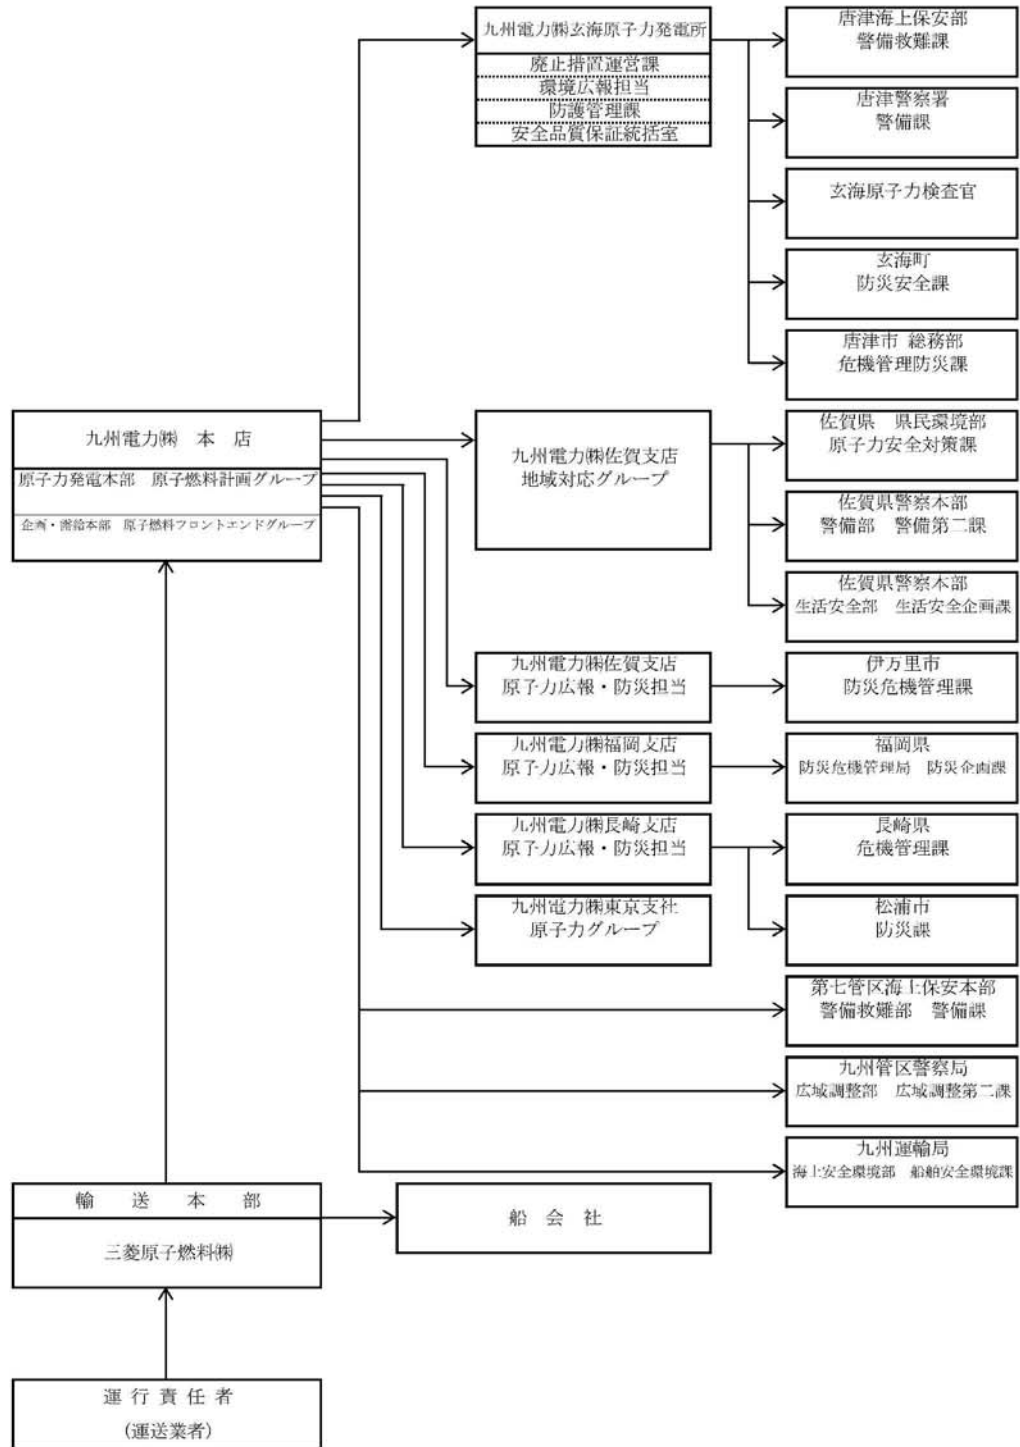 九州電力㈱玄海原子力発電所
廃止措置運営課
環境広報担当
防護管理課
安全品質保証統括室
唐津海上保安部
警備救難課
唐津警察署
警備課
玄海原子力検査官
玄海町
防災安全課
唐津市 総務部
危機管理防災課
九州電力㈱ 本 店
原子力発電本部 原子燃料計画グループ
企画・需給本部 原子燃料フロントエンドグループ
九州電力㈱佐賀支店
地域対応グループ
佐賀県 県民環境部
原子力安全対策課
佐賀県警察本部
警備部 警備第二課
佐賀県警察本部
生活安全部 生活安全企画課
九州電力㈱佐賀支店
原子力広報・防災担当
伊万里市
防災危機管理課
九州電力㈱福岡支店
原子力広報・防災担当
福岡県
防災危機管理局 防災企画課
九州電力㈱長崎支店
原子力広報・防災担当
長崎県
危機管理課
松浦市
防災課
九州電力㈱東京支社
原子力グループ
第七管区海上保安本部
警備救難部 警備課
九州管区警察局
広域調整部 広域調整第二課
九州運輸局
海上安全環境部 船舶安全環境課
輸 送 本 部
三菱原子燃料㈱
船 会 社
運 行 責 任 者
(運送業者)